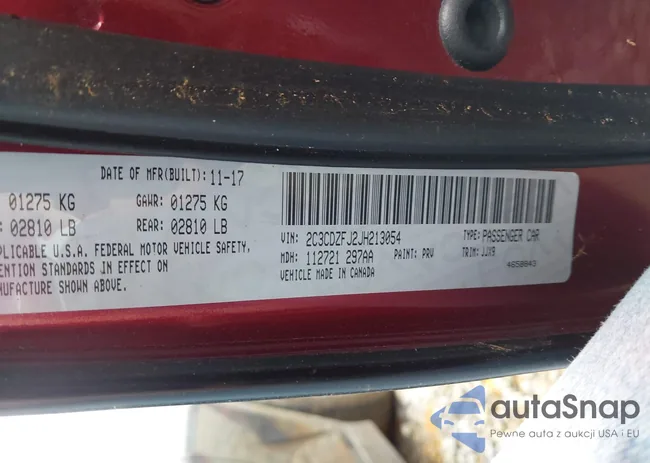 DATE OF MFR(BUILT): 11-17
01275 KG GAWR: 01275 KG
02810 LB REAR: 02810 LB
PLICABLE U.S.A. FEDERAL MOTOR VEHICLE SAFETY,
ENTION STANDARDS IN EFFECT ON
NUFACTURE SHOWN ABOVE.
VIN: 2C3CDZFJ2JH213054 TYPE: PASSENGER CAR
MDH: 112721 297AA PAINT: PRV TRIM: JJX9
VEHICLE MADE IN CANADA 4658843
autaSnap
Pewne auta z aukcji USA i EU